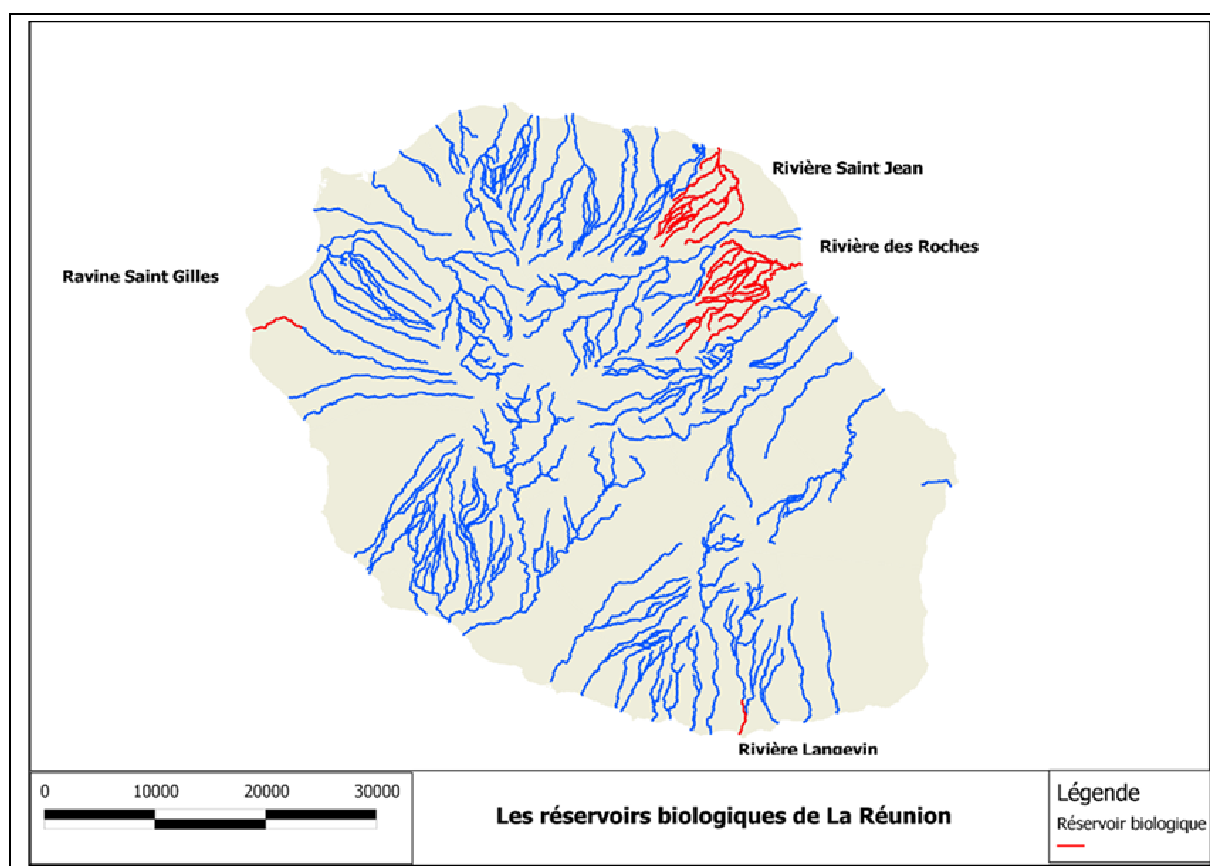 Rivière Saint Jean
Rivière des Roches
Ravine Saint Gilles
Rivière Langevin
0 10000 20000 30000
Les réservoirs biologiques de La Réunion
Légende
Réservoir biologique